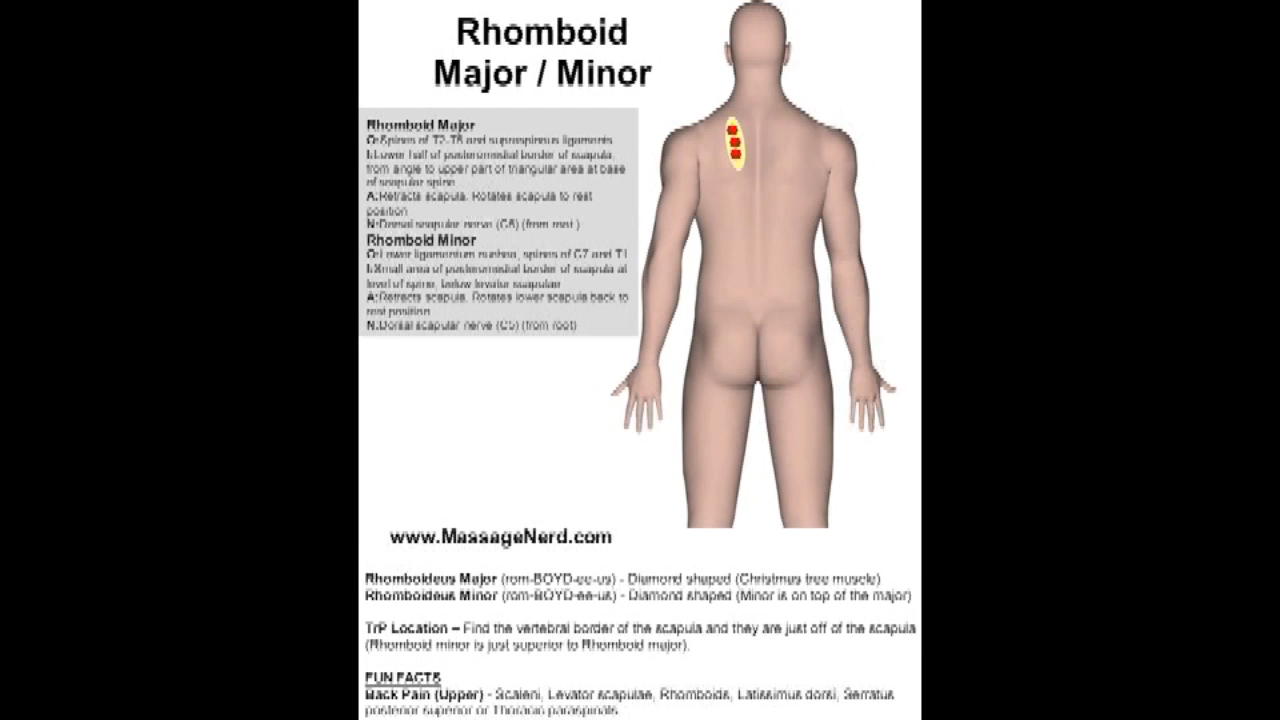 Rhomboid
Major / Minor
Rhomboid Major
O:Spines of T2-T5 and supraspinous ligaments
I:Lower half of posteromedial border of scapula,
from angle to upper part of triangular area at base
of scapular spine
A:Retracts scapula. Rotates scapula to rest
position
N:Dorsal scapular nerve (C5) (from root )
Rhomboid Minor
O:Lower ligamentum nuchae, spines of C7 and T1
I:Small area of posteromedial border of scapula at
level of spine, below levator scapulae
A:Retracts scapula. Rotates lower scapula back to
rest position
N:Dorsal scapular nerve (C5) (from root)
www.MassageNerd.com
Rhomboideus Major (rom-BOYD-ee-us) - Diamond shaped (Christmas tree muscle)
Rhomboideus Minor (rom-BOYD-ee-us) - Diamond shaped (Minor is on top of the major)
TrP Location – Find the vertebral border of the scapula and they are just off of the scapula
(Rhomboid minor is just superior to Rhomboid major).
FUN FACTS
Back Pain (Upper) - Scaleni, Levator scapulae, Rhomboids, Latissimus dorsi, Serratus
posterior superior or Thoracic paraspinals